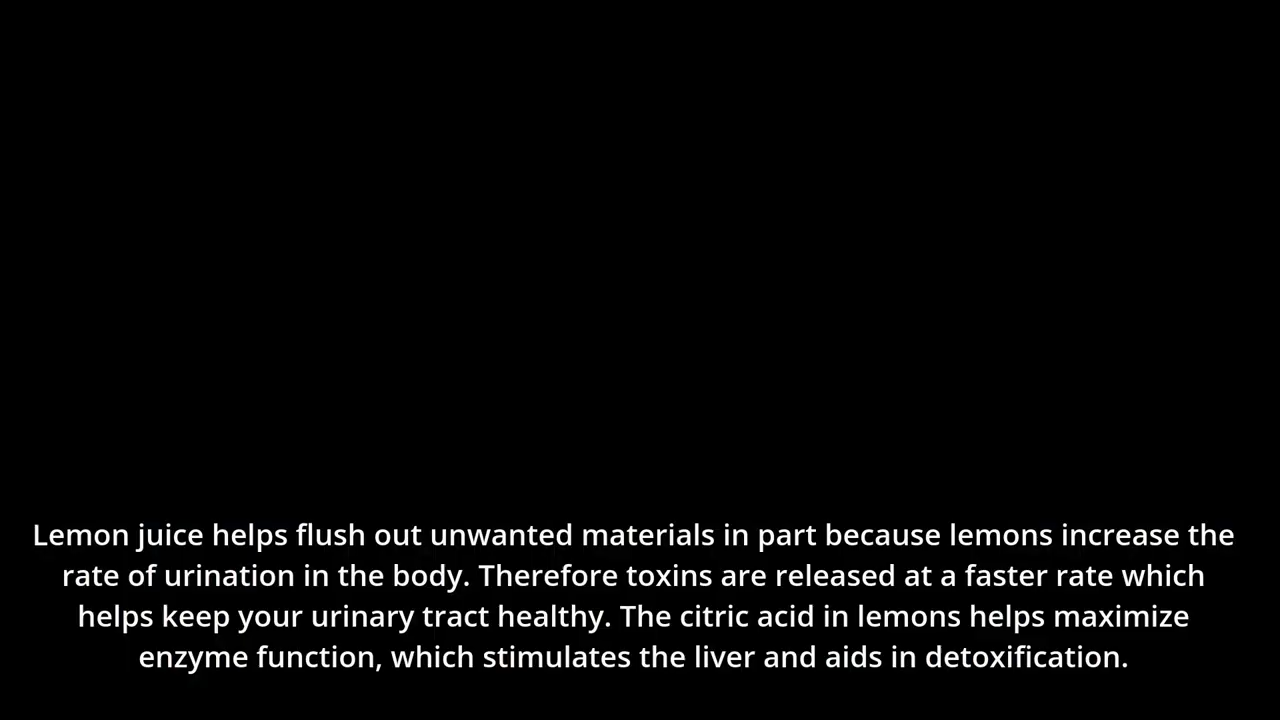 Lemon juice helps flush out unwanted materials in part because lemons increase the
rate of urination in the body. Therefore toxins are released at a faster rate which
helps keep your urinary tract healthy. The citric acid in lemons helps maximize
enzyme function, which stimulates the liver and aids in detoxification.